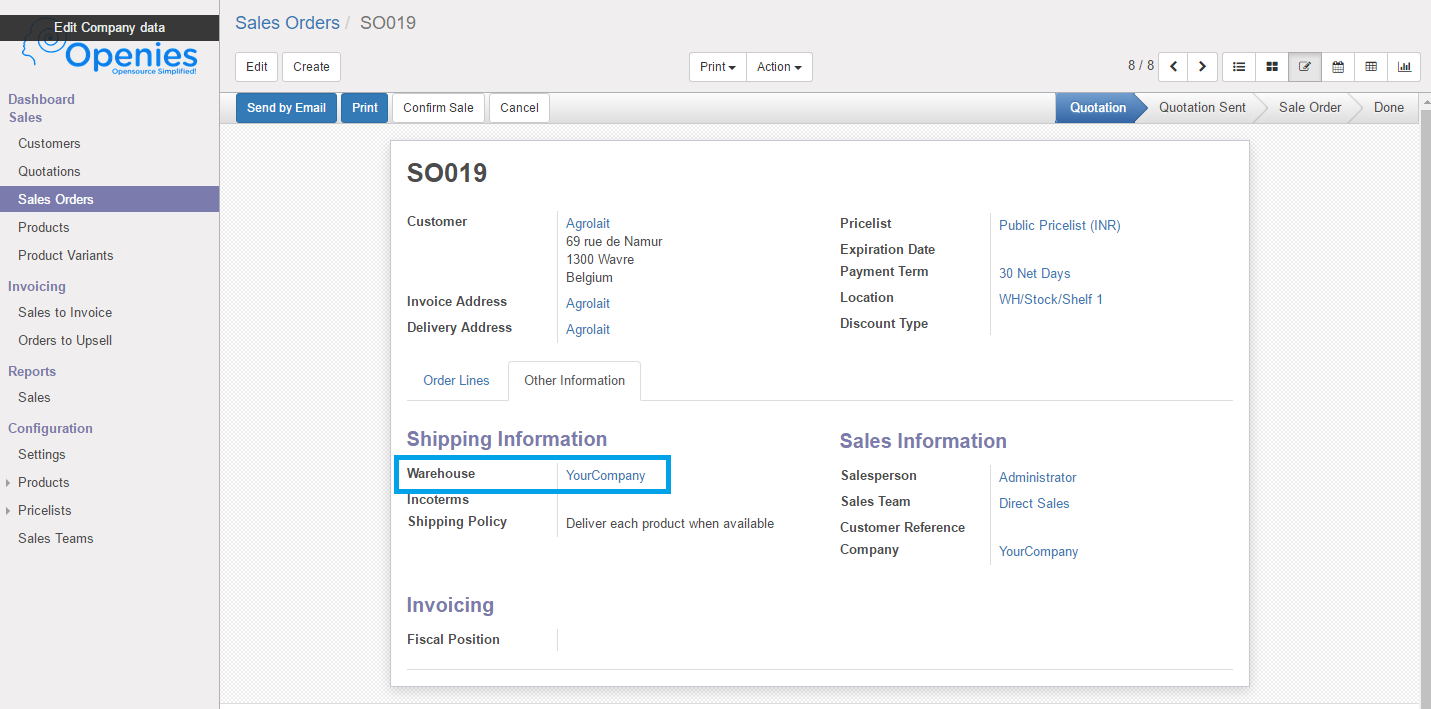 Edit Company data
Openies
Opensource Simplified!
Dashboard
Sales
Customers
Quotations
Sales Orders
Products
Product Variants
Invoicing
Sales to Invoice
Orders to Upsell
Reports
Sales
Configuration
Settings
Products
Pricelists
Sales Teams
Sales Orders / SO019
Edit Create Print Action 8 / 8
Send by Email Print Confirm Sale Cancel Quotation Quotation Sent Sale Order Done
SO019
Customer Agrolait
69 rue de Namur
1300 Wavre
Belgium
Invoice Address Agrolait
Delivery Address Agrolait
Pricelist Public Pricelist (INR)
Expiration Date
Payment Term 30 Net Days
Location WH/Stock/Shelf 1
Discount Type
Order Lines Other Information
Shipping Information
Warehouse YourCompany
Incoterms
Shipping Policy Deliver each product when available
Sales Information
Salesperson Administrator
Sales Team Direct Sales
Customer Reference
Company YourCompany
Invoicing
Fiscal Position